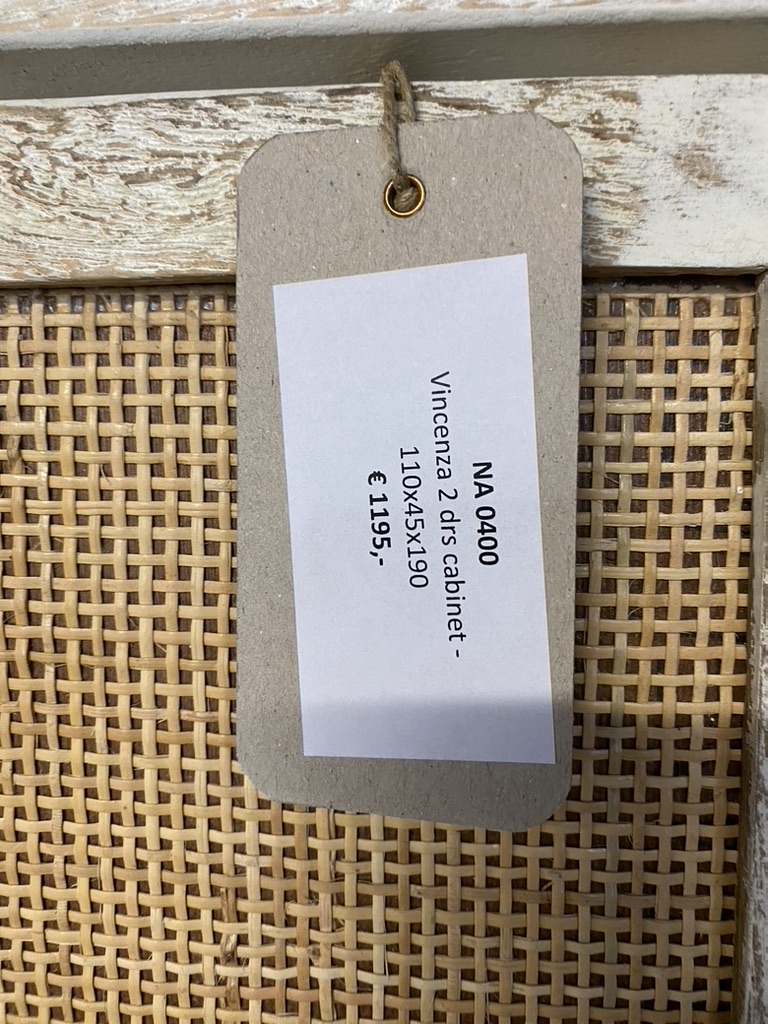 NA 0400
Vincenza 2 drs cabinet -
110x45x190
€ 1195,-